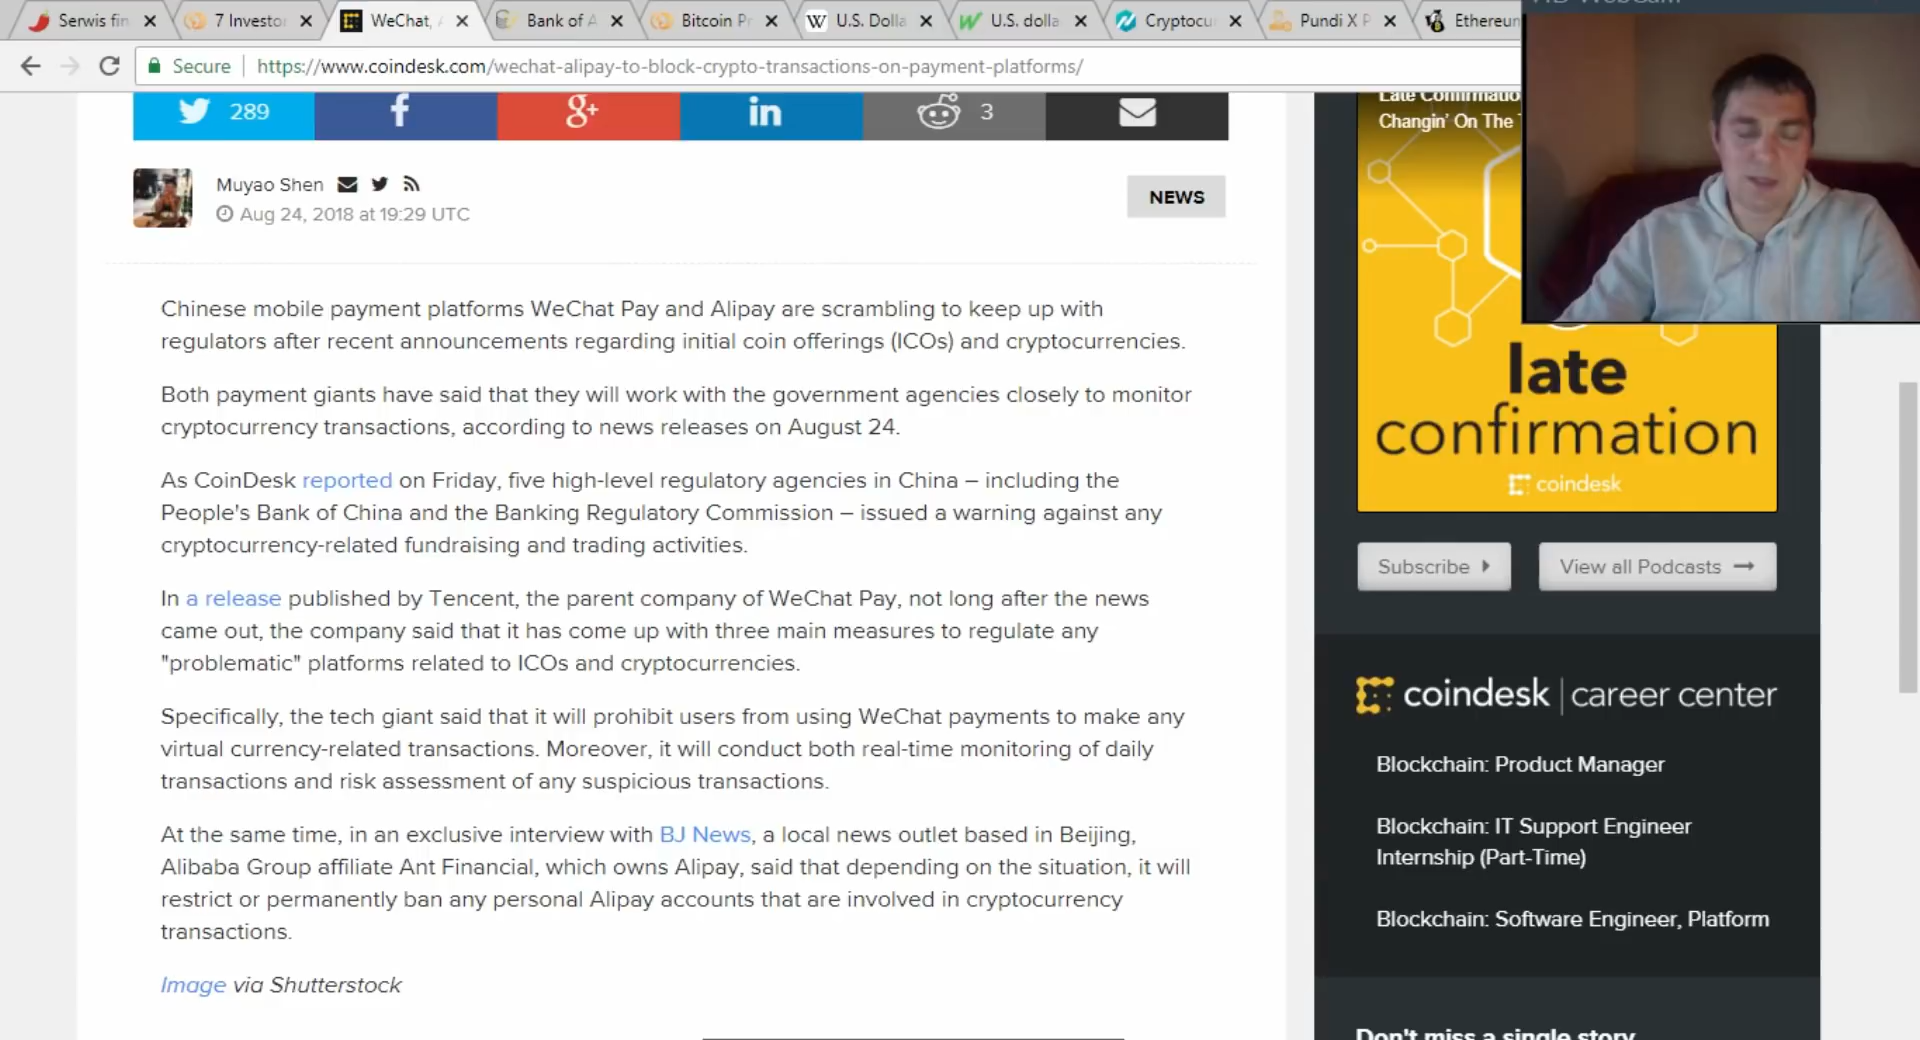 Serwis fin
7 Investo
WeChat, A
Bank of A
Bitcoin P
U.S. Dolla
U.S. dolla
Cryptocu
Pundi X P
Ethereun
Secure
https://www.coindesk.com/wechat-alipay-to-block-crypto-transactions-on-payment-platforms/
289
3
Muyao Shen
Aug 24, 2018 at 19:29 UTC
NEWS
Chinese mobile payment platforms WeChat Pay and Alipay are scrambling to keep up with
regulators after recent announcements regarding initial coin offerings (ICOs) and cryptocurrencies.
Both payment giants have said that they will work with the government agencies closely to monitor
cryptocurrency transactions, according to news releases on August 24.
As CoinDesk reported on Friday, five high-level regulatory agencies in China – including the
People's Bank of China and the Banking Regulatory Commission – issued a warning against any
cryptocurrency-related fundraising and trading activities.
In a release published by Tencent, the parent company of WeChat Pay, not long after the news
came out, the company said that it has come up with three main measures to regulate any
"problematic" platforms related to ICOs and cryptocurrencies.
Specifically, the tech giant said that it will prohibit users from using WeChat payments to make any
virtual currency-related transactions. Moreover, it will conduct both real-time monitoring of daily
transactions and risk assessment of any suspicious transactions.
At the same time, in an exclusive interview with BJ News, a local news outlet based in Beijing,
Alibaba Group affiliate Ant Financial, which owns Alipay, said that depending on the situation, it will
restrict or permanently ban any personal Alipay accounts that are involved in cryptocurrency
transactions.
Image via Shutterstock
Late Confirmatio
Changin' On The
late
confirmation
coindesk
Subscribe
View all Podcasts
coindesk | career center
Blockchain: Product Manager
Blockchain: IT Support Engineer
Internship (Part-Time)
Blockchain: Software Engineer, Platform
Don't miss a single story